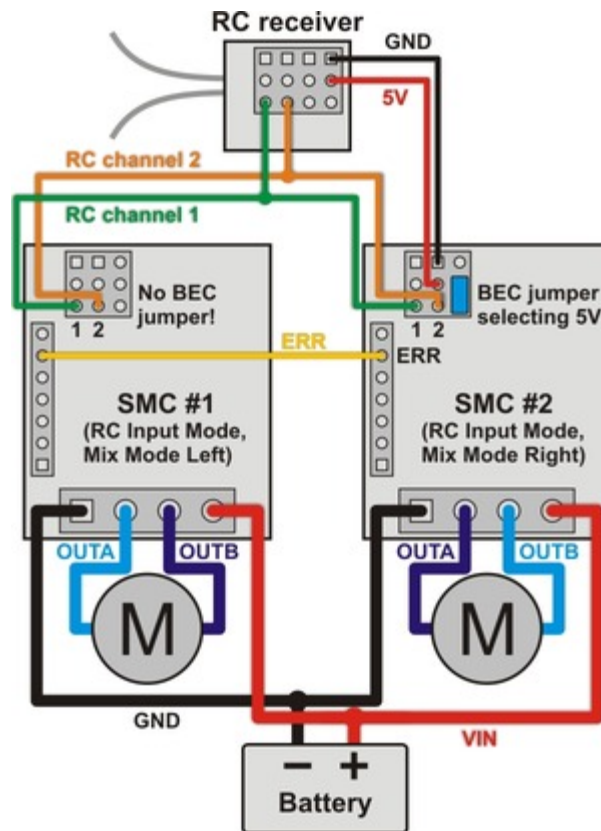 RC receiver
GND
5V
RC channel 2
RC channel 1
No BEC
jumper!
1 2
BEC jumper
selecting 5V
1 2
ERR
ERR
SMC #1
(RC Input Mode,
Mix Mode Left)
SMC #2
(RC Input Mode,
Mix Mode Right)
OUTA
OUTB
OUTA
OUTB
M
M
GND
VIN
− +
Battery